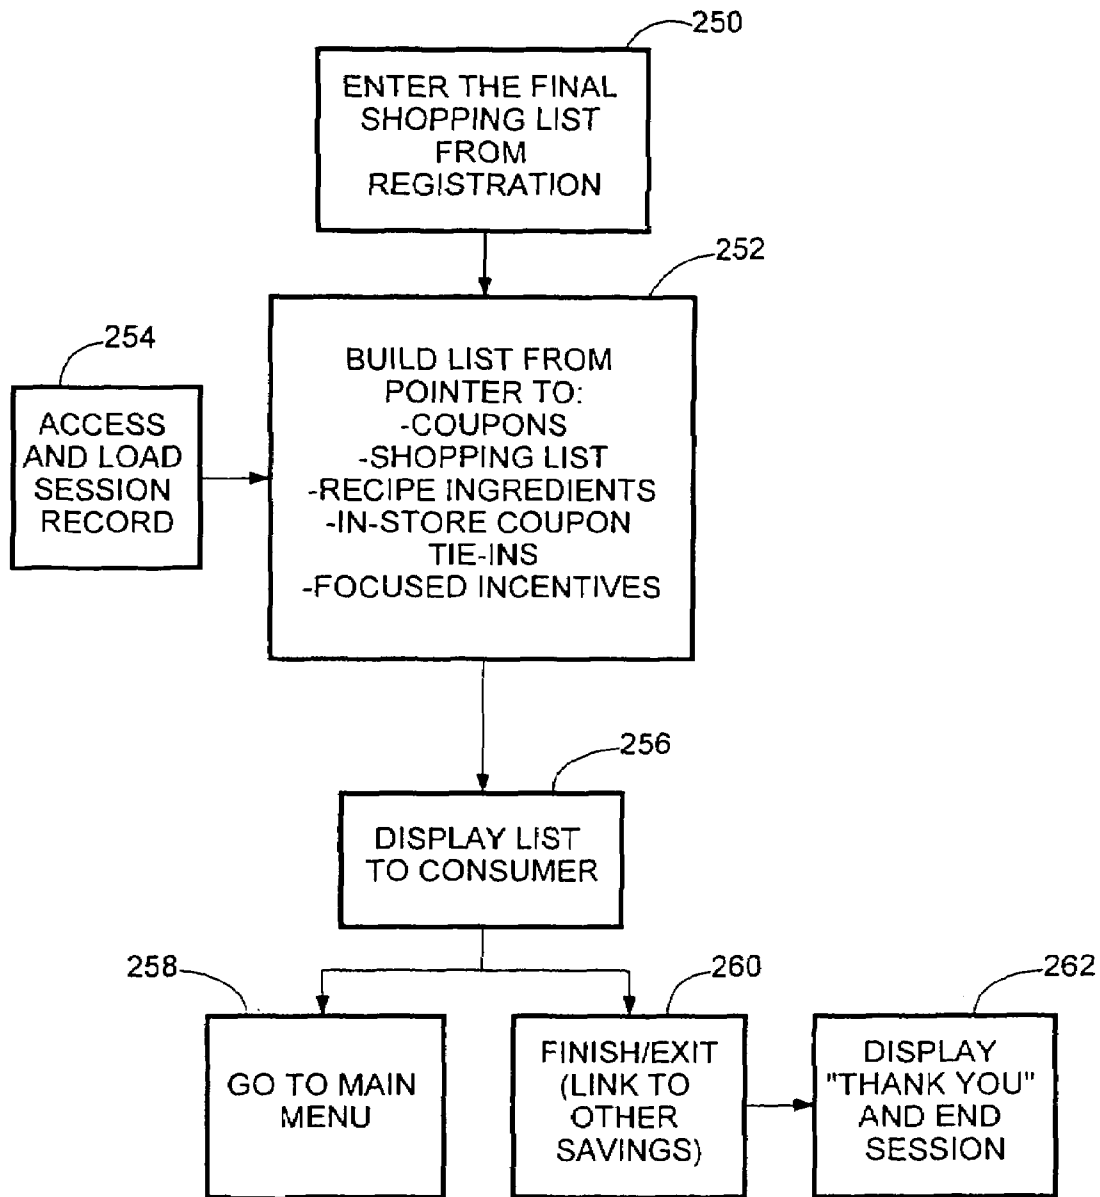 250
ENTER THE FINAL
SHOPPING LIST
FROM
REGISTRATION
252
254
BUILD LIST FROM
POINTER TO:
-COUPONS
-SHOPPING LIST
-RECIPE INGREDIENTS
-IN-STORE COUPON
TIE-INS
-FOCUSED INCENTIVES
ACCESS
AND LOAD
SESSION
RECORD
256
DISPLAY LIST
TO CONSUMER
258
260
262
GO TO MAIN
MENU
FINISH/EXIT
(LINK TO
OTHER
SAVINGS)
DISPLAY
"THANK YOU"
AND END
SESSION